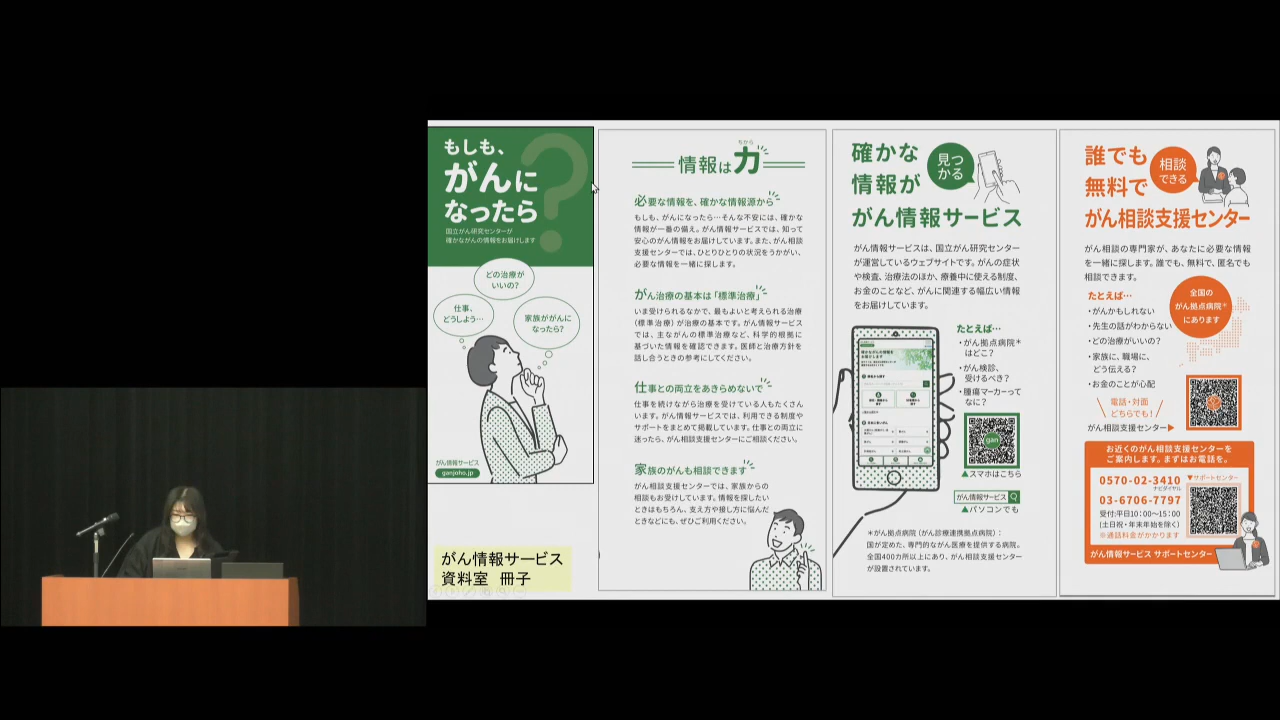 もしも、
がんに
なったら
国立がん研究センターが
確かながんの情報をお届けします
どの治療が
いいの?
仕事、
どうしよう…
家族ががんに
なったら?
がん情報サービス
ganjoho.jp
がん情報サービス
資料室 冊子
ちから
情報は力
必要な情報を、確かな情報源から
もしも、がんになったら…そんな不安には、確かな
情報が一番の備え。がん情報サービスでは、知って
安心のがん情報をお届けしています。また、がん相談
支援センターでは、ひとりひとりの状況をうかがい、
必要な情報を一緒に探します。
がん治療の基本は「標準治療」
いま受けられるなかで、最もよいと考えられる治療
(標準治療)が治療の基本です。がん情報サービス
では、主ながんの標準治療など、科学的根拠に
基づいた情報を確認できます。医師と治療方針を
話し合うときの参考にしてください。
仕事との両立をあきらめないで
仕事を続けながら治療を受けている人もたくさん
います。がん情報サービスでは、利用できる制度や
サポートをまとめて掲載しています。仕事との両立に
迷ったら、がん相談支援センターにご相談ください。
家族のがんも相談できます
がん相談支援センターでは、家族からの
相談もお受けしています。情報を探したい
ときはもちろん、支え方や接し方に悩んだ
ときなどにも、ぜひご利用ください。
確かな
情報が
がん情報サービス
見つ
かる
がん情報サービスは、国立がん研究センター
が運営しているウェブサイトです。がんの症状
や検査、治療法のほか、療養中に使える制度、
お金のことなど、がんに関連する幅広い情報
をお届けしています。
たとえば…
・がん拠点病院*
はどこ?
・がん検診、
受けるべき?
・腫瘍マーカーって
なに?
gan
▲スマホはこちら
がん情報サービス
▲パソコンでも
*がん拠点病院(がん診療連携拠点病院):
国が定めた、専門的ながん医療を提供する病院。
全国400カ所以上にあり、がん相談支援センター
が設置されています。
誰でも
無料で
がん相談支援センター
相談
できる
がん相談の専門家が、あなたに必要な情報
を一緒に探します。誰でも、無料で、匿名でも
相談できます。
たとえば…
・がんかもしれない
・先生の話がわからない
・どの治療がいいの?
・家族に、職場に、
どう伝える?
・お金のことが心配
全国の
がん拠点病院*
にあります
電話・対面
どちらでも!
がん相談支援センター▶
お近くのがん相談支援センターを
ご案内します。まずはお電話を。
0570-02-3410
ナビダイヤル
03-6706-7797
受付:平日10:00〜15:00
(土日祝・年末年始を除く)
※通話料金がかかります
▼サポートセンター
がん情報サービス サポートセンター